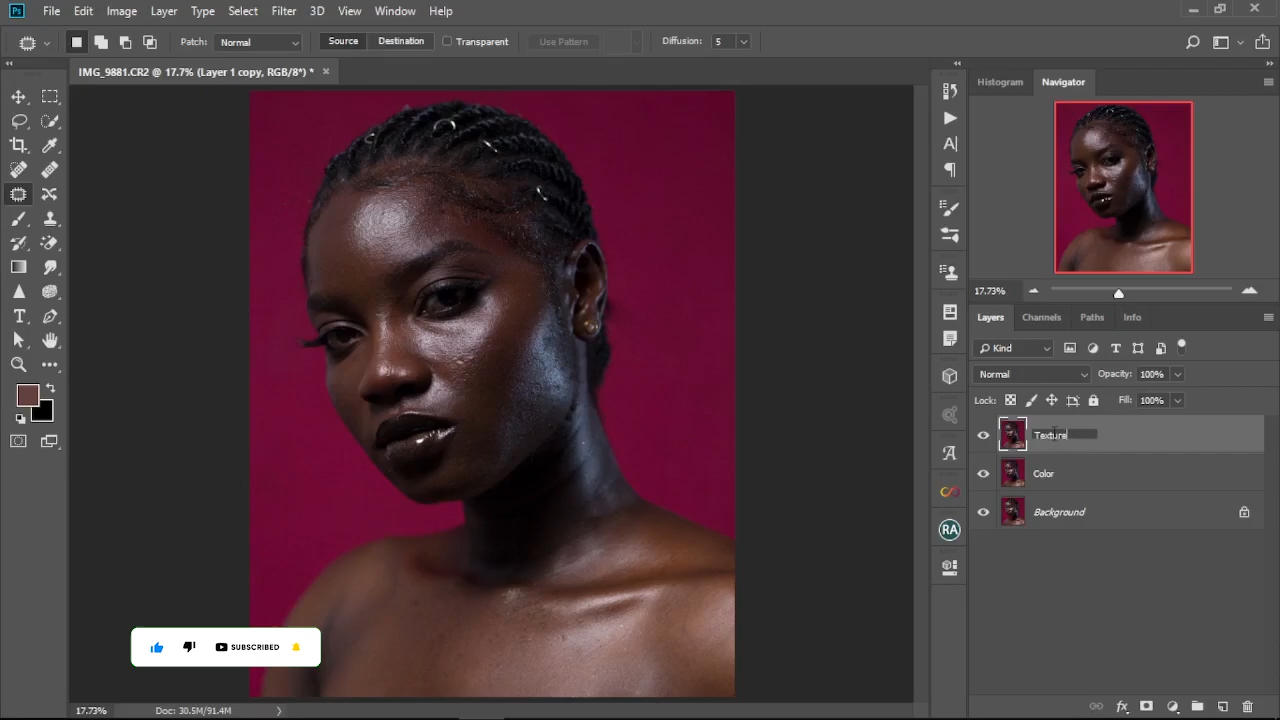 Ps File Edit Image Layer Type Select Filter 3D View Window Help
Patch: Normal Source Destination Transparent Use Pattern Diffusion: 5
IMG_9881.CR2 @ 17.7% (Layer 1 copy, RGB/8*) *
Histogram Navigator
17.73%
Layers Channels Paths Info
Kind
Normal Opacity: 100%
Lock: Fill: 100%
Texture
Color
Background
RA
SUBSCRIBED
17.73% Doc: 30.5M/91.4M